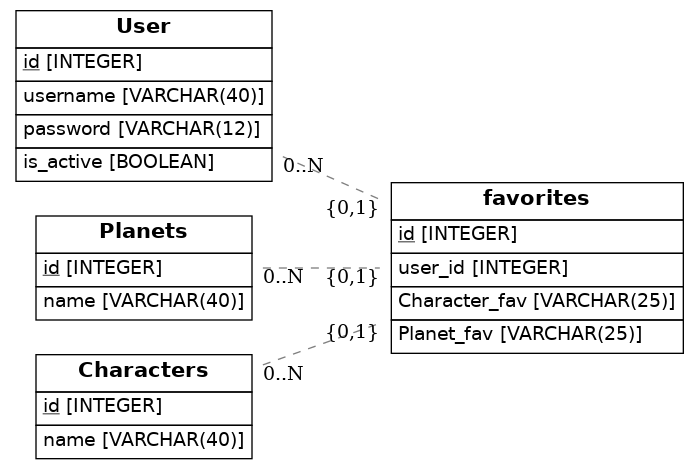 User
id [INTEGER]
username [VARCHAR(40)]
password [VARCHAR(12)]
is_active [BOOLEAN]
0..N
{0,1}
favorites
id [INTEGER]
user_id [INTEGER]
Character_fav [VARCHAR(25)]
Planet_fav [VARCHAR(25)]
Planets
id [INTEGER]
name [VARCHAR(40)]
0..N
{0,1}
Characters
id [INTEGER]
name [VARCHAR(40)]
0..N
{0,1}